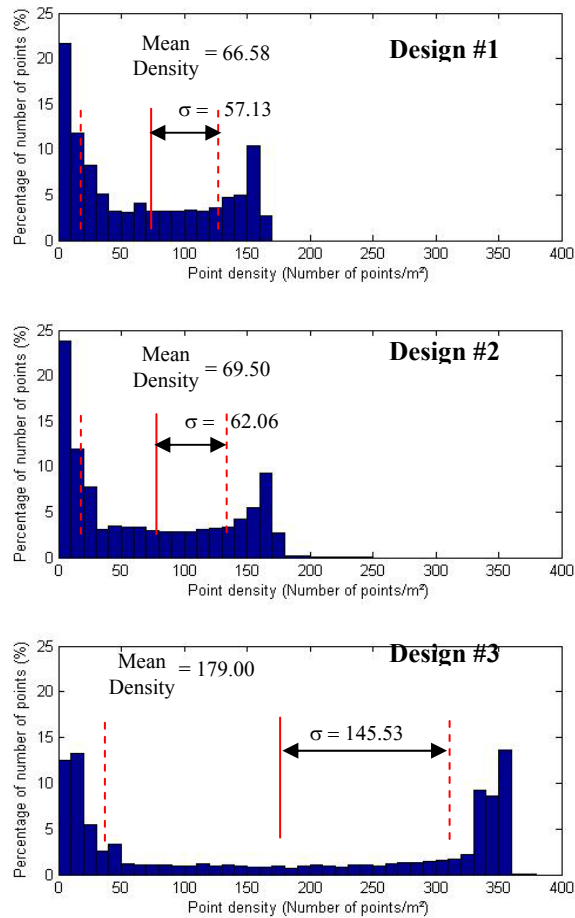 25
20
15
10
5
0
Percentage of number of points (%)
Mean
Density = 66.58
σ = 57.13
Design #1
0 50 100 150 200 250 300 350 400
Point density (Number of points/m²)
25
20
15
10
5
0
Percentage of number of points (%)
Mean
Density = 69.50
σ = 62.06
Design #2
0 50 100 150 200 250 300 350 400
Point density (Number of points/m²)
25
20
15
10
5
0
Percentage of number of points (%)
Mean
Density = 179.00
σ = 145.53
Design #3
0 50 100 150 200 250 300 350 400
Point density (Number of points/m²)